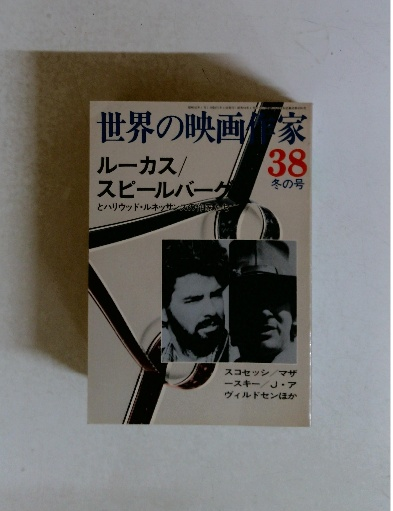 世界の映画作家
38
冬の号
ルーカス/
スピールバーグ
とハリウッド・ルネッサンス
スコセッシ/マザ
ースキー/J・ア
ヴィルドセンほか